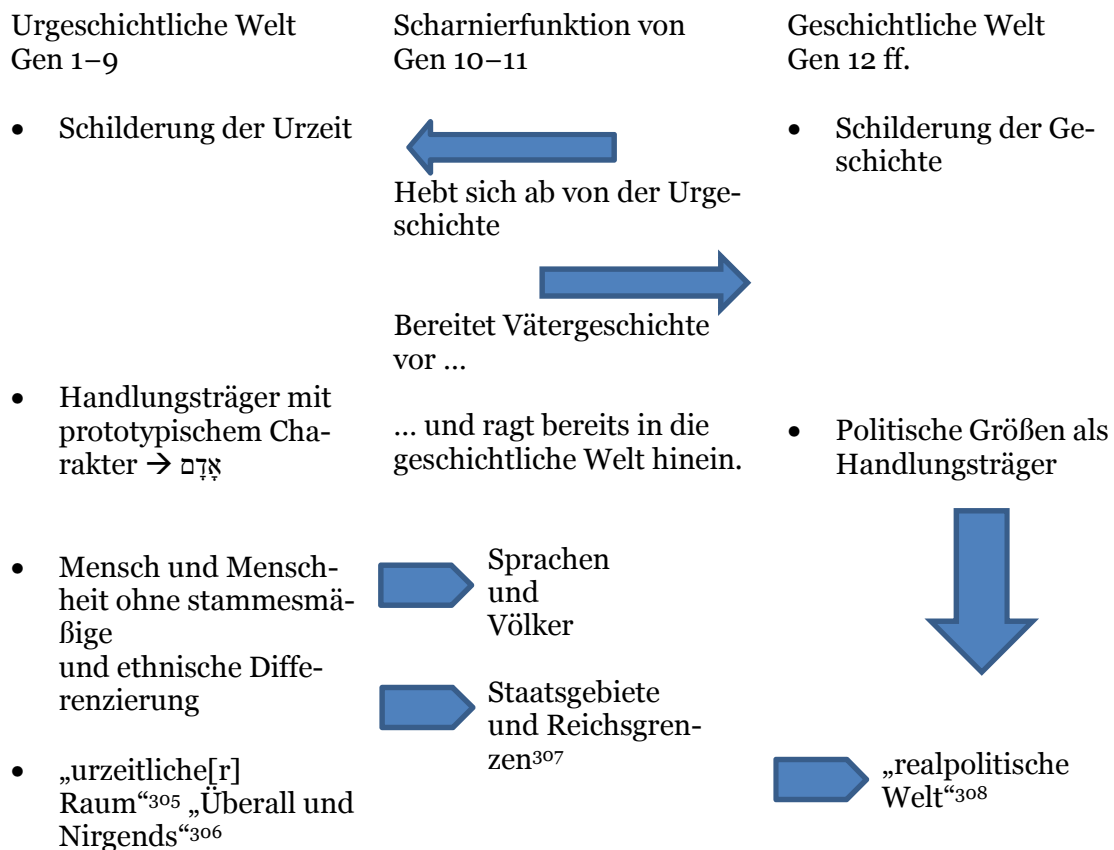 Urgeschichtliche Welt
Gen 1–9
• Schilderung der Urzeit
• Handlungsträger mit
prototypischem Cha-
rakter → אָדָם
• Mensch und Mensch-
heit ohne stammesmä-
ßige
und ethnische Diffe-
renzierung
• „urzeitliche[r]
Raum“305 „Überall und
Nirgends“306
Scharnierfunktion von
Gen 10–11
Hebt sich ab von der Urge-
schichte
Bereitet Vätergeschichte
vor …
… und ragt bereits in die
geschichtliche Welt hinein.
Sprachen
und
Völker
Staatsgebiete
und Reichsgren-
zen307
Geschichtliche Welt
Gen 12 ff.
• Schilderung der Ge-
schichte
• Politische Größen als
Handlungsträger
„realpolitische
Welt“308